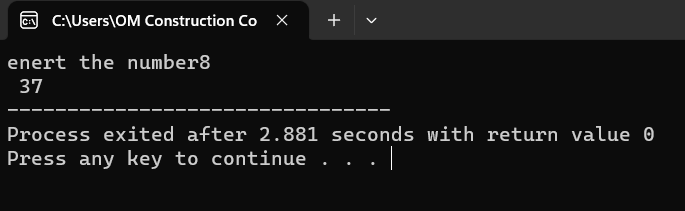 C:\Users\OM Construction Co
enert the number8
37
--------------------------------
Process exited after 2.881 seconds with return value 0
Press any key to continue . . .